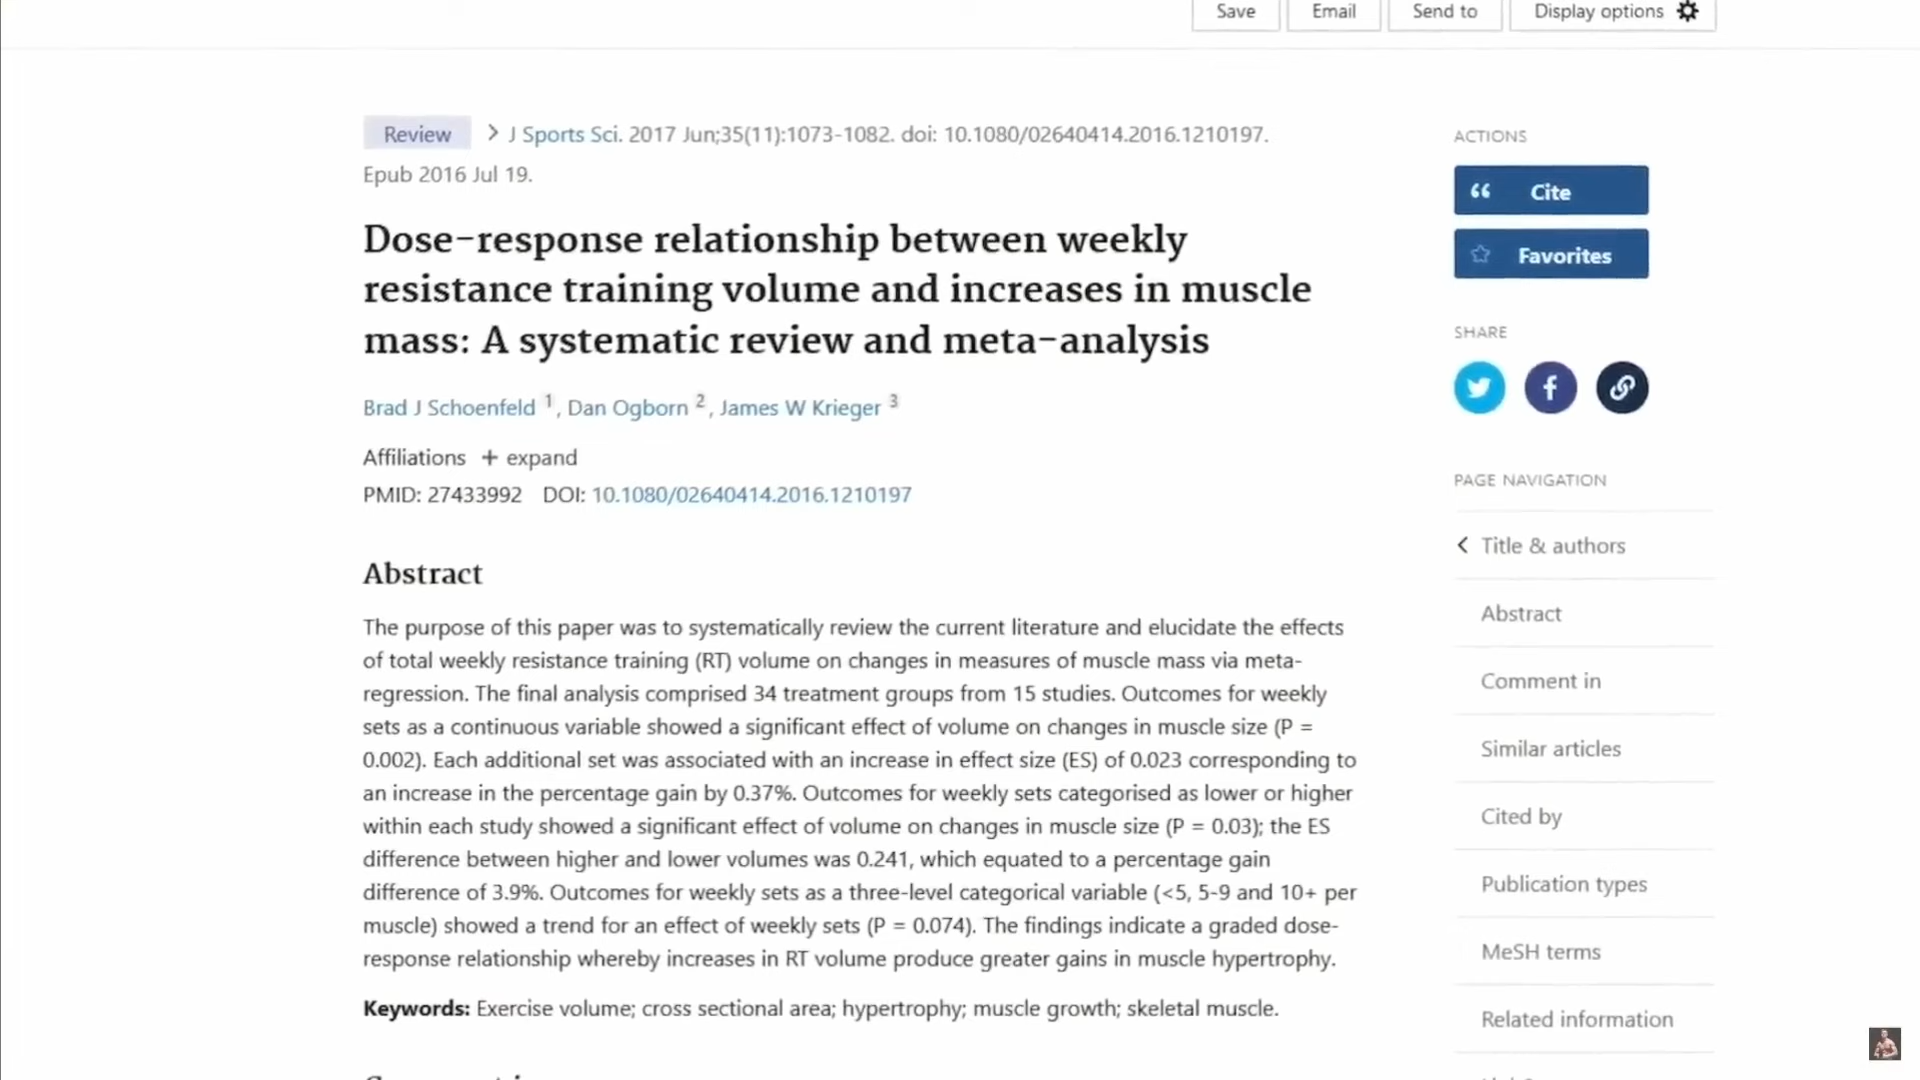 Save Email Send to Display options
Review > J Sports Sci. 2017 Jun;35(11):1073-1082. doi: 10.1080/02640414.2016.1210197.
Epub 2016 Jul 19.
Dose-response relationship between weekly
resistance training volume and increases in muscle
mass: A systematic review and meta-analysis
Brad J Schoenfeld 1, Dan Ogborn 2, James W Krieger 3
Affiliations + expand
PMID: 27433992 DOI: 10.1080/02640414.2016.1210197
Abstract
The purpose of this paper was to systematically review the current literature and elucidate the effects
of total weekly resistance training (RT) volume on changes in measures of muscle mass via meta-
regression. The final analysis comprised 34 treatment groups from 15 studies. Outcomes for weekly
sets as a continuous variable showed a significant effect of volume on changes in muscle size (P =
0.002). Each additional set was associated with an increase in effect size (ES) of 0.023 corresponding to
an increase in the percentage gain by 0.37%. Outcomes for weekly sets categorised as lower or higher
within each study showed a significant effect of volume on changes in muscle size (P = 0.03); the ES
difference between higher and lower volumes was 0.241, which equated to a percentage gain
difference of 3.9%. Outcomes for weekly sets as a three-level categorical variable (<5, 5-9 and 10+ per
muscle) showed a trend for an effect of weekly sets (P = 0.074). The findings indicate a graded dose-
response relationship whereby increases in RT volume produce greater gains in muscle hypertrophy.
Keywords: Exercise volume; cross sectional area; hypertrophy; muscle growth; skeletal muscle.
ACTIONS
Cite
Favorites
SHARE
PAGE NAVIGATION
Title & authors
Abstract
Comment in
Similar articles
Cited by
Publication types
MeSH terms
Related information